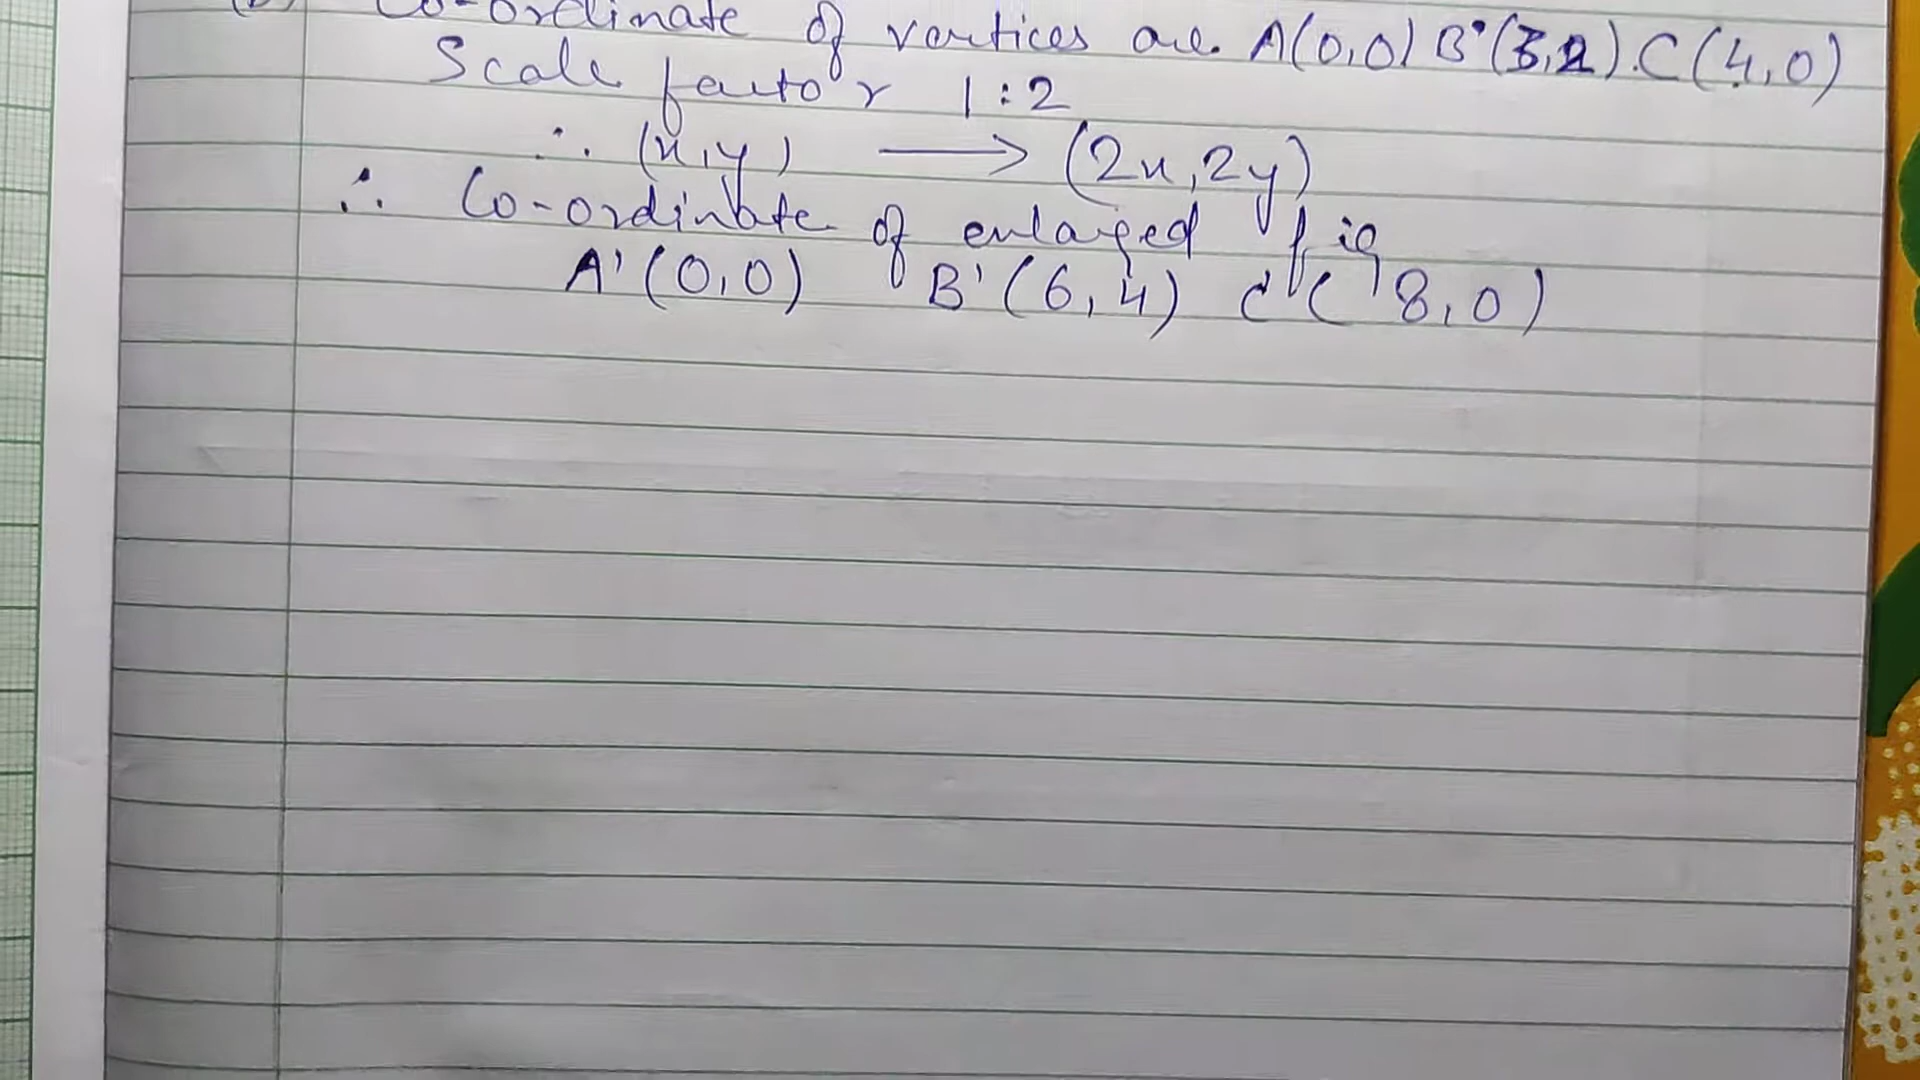 Co-ordinate of vertices are A(0,0) B(3,2). C(4,0)
Scale factor 1:2
∴ (x,y) ⟶ (2x,2y)
∴ Co-ordinate of enlarged fig
A'(0,0) B'(6,4) C'(8,0)